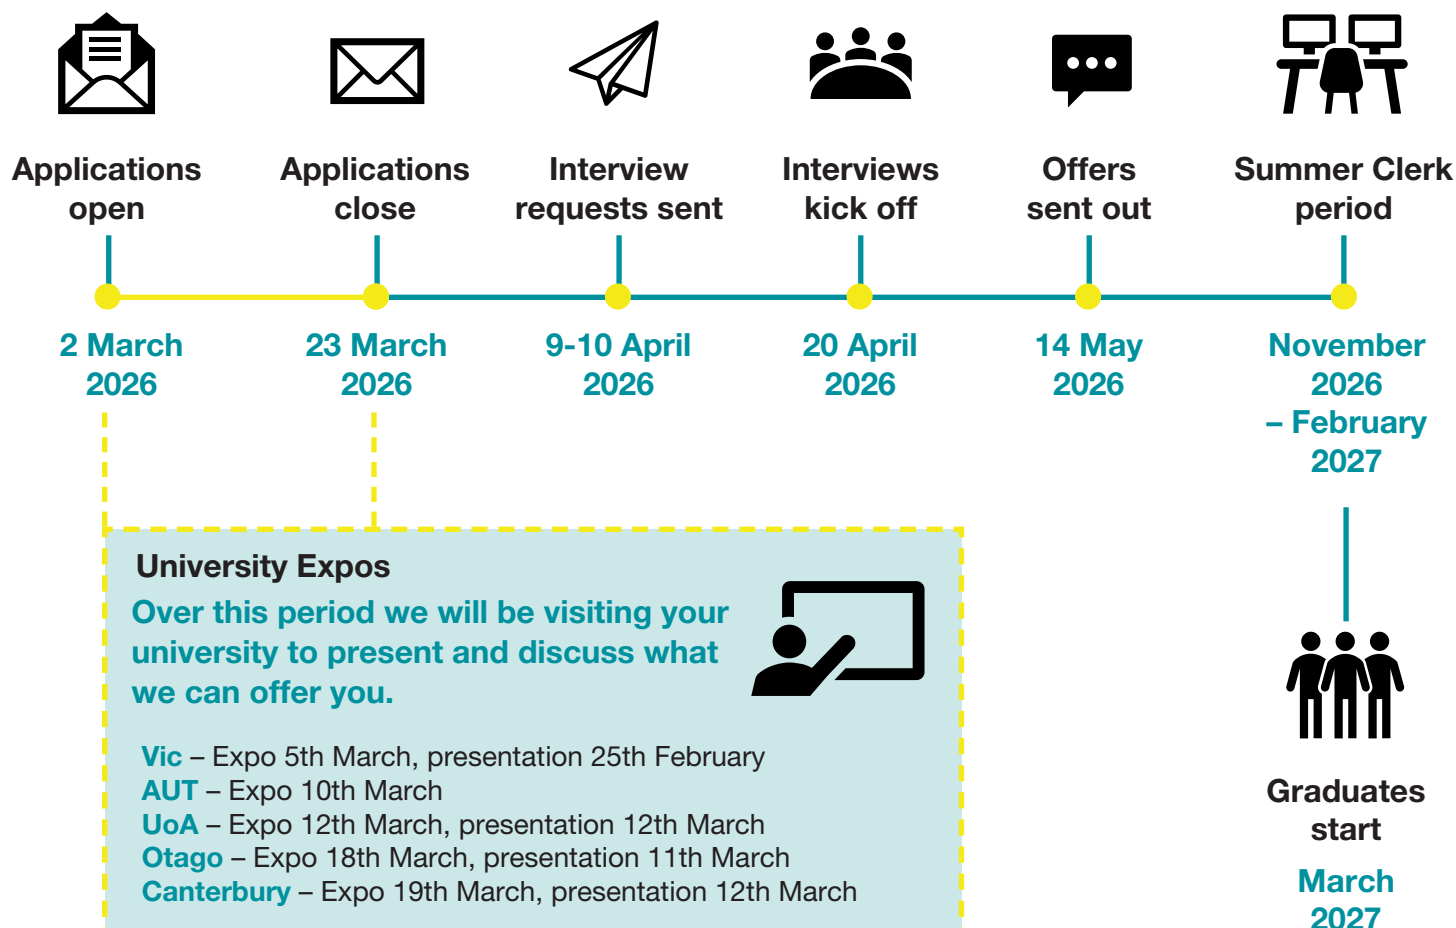 Applications
open
Applications
close
Interview
requests sent
Interviews
kick off
Offers
sent out
Summer Clerk
period
2 March
2026
23 March
2026
9-10 April
2026
20 April
2026
14 May
2026
November
2026
– February
2027
University Expos
Over this period we will be visiting your
university to present and discuss what
we can offer you.
Vic – Expo 5th March, presentation 25th February
AUT – Expo 10th March
UoA – Expo 12th March, presentation 12th March
Otago – Expo 18th March, presentation 11th March
Canterbury – Expo 19th March, presentation 12th March
Graduates
start
March
2027